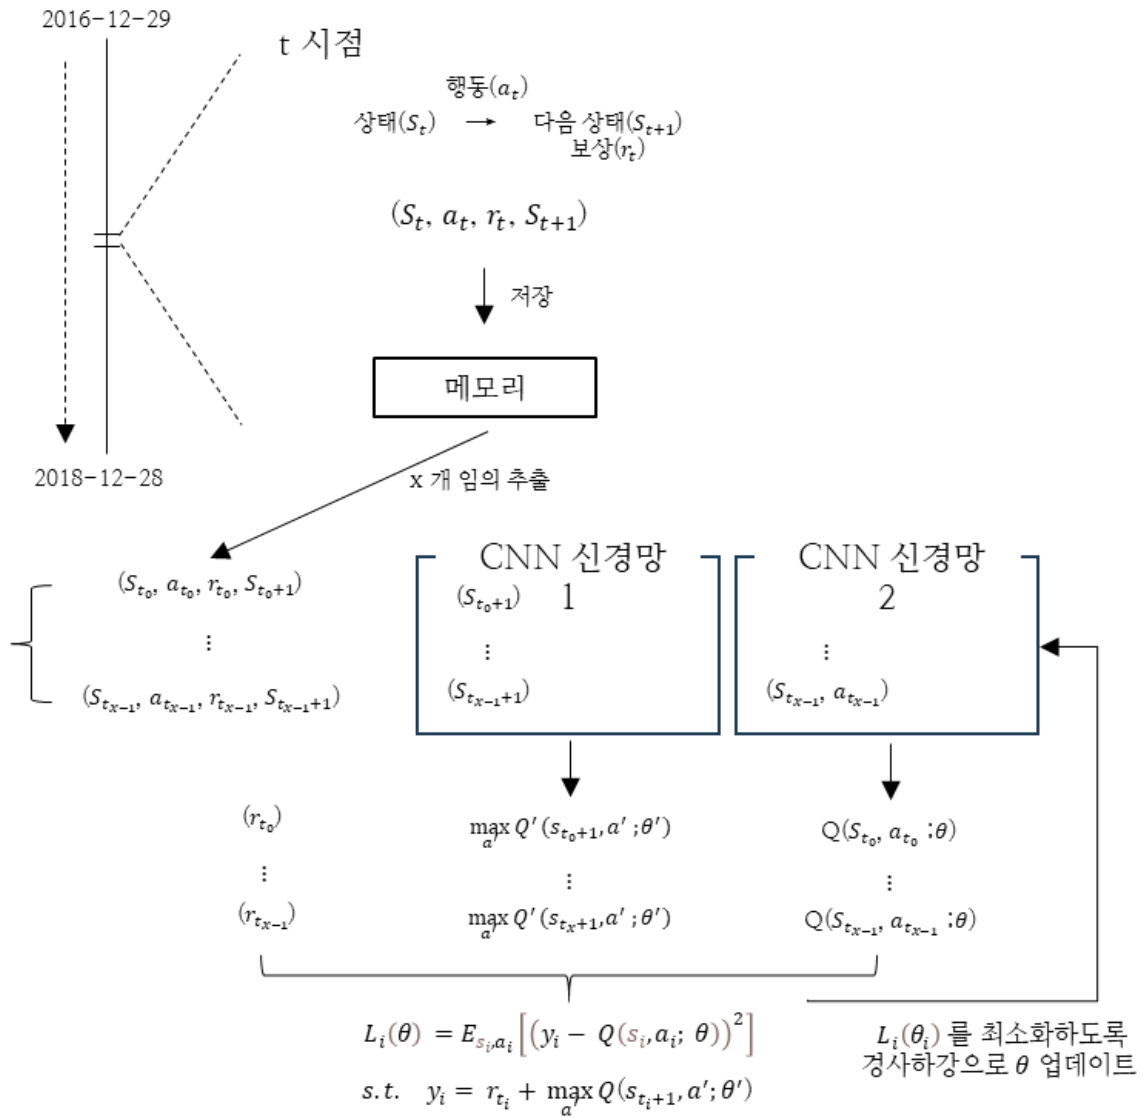 2016-12-29
t 시점
행동(a_t)
상태(S_t) → 다음 상태(S_{t+1})
보상(r_t)
(S_t, a_t, r_t, S_{t+1})
저장
메모리
2018-12-28
x 개 임의 추출
CNN 신경망
1
CNN 신경망
2
(S_{t_0}, a_{t_0}, r_{t_0}, S_{t_0+1})
⋮
(S_{t_{x-1}}, a_{t_{x-1}}, r_{t_{x-1}}, S_{t_{x-1}+1})
(S_{t_0+1})
⋮
(S_{t_{x-1}+1})
⋮
(S_{t_{x-1}}, a_{t_{x-1}})
(r_{t_0})
⋮
(r_{t_{x-1}})
max_{a'} Q′(s_{t_0+1}, a′ ; θ′)
⋮
max_{a'} Q′(s_{t_x+1}, a′ ; θ′)
Q(S_{t_0}, a_{t_0} ; θ)
⋮
Q(S_{t_{x-1}}, a_{t_{x-1}} ; θ)
L_i(θ) = E_{s_i,a_i}[(y_i − Q(s_i, a_i; θ))^2]
s.t. y_i = r_{t_i} + max_{a'} Q(s_{t_i+1}, a′; θ′)
L_i(θ_i) 를 최소화하도록
경사하강으로 θ 업데이트